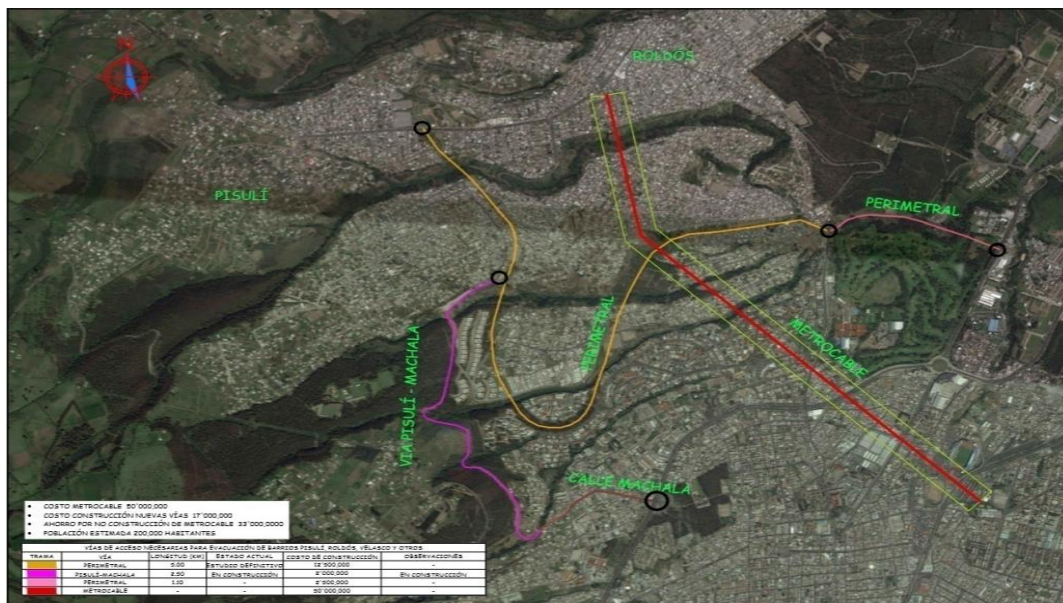 ROLDÓS
PISULÍ
PERIMETRAL
PERIMETRAL
METROCABLE
VIA PISULÍ - MACHALA
CALLE MACHALA
COSTO METROCABLE 50'000,000
COSTO CONSTRUCCIÓN NUEVAS VÍAS 17'000,000
AHORRO POR NO CONSTRUCCIÓN DE METROCABLE 33'000,0000
POBLACIÓN ESTIMADA 200,000 HABITANTES
VÍAS DE ACCESO NECESARIAS PARA EVACUACIÓN DE BARRIOS PISULÍ, ROLDÓS, VELASCO Y OTROS
TRAMA VÍA LONGITUD (KM) ESTADO ACTUAL COSTO DE CONSTRUCCIÓN OBSERVACIONES
PERIMETRAL 5.00 ESTUDIO DEFINITIVO 12'500,000 -
PISULÍ-MACHALA 2.50 EN CONSTRUCCIÓN 2'000,000 EN CONSTRUCCIÓN
PERIMETRAL 1.10 - 2'500,000 -
METROCABLE - - 50'000,000 -